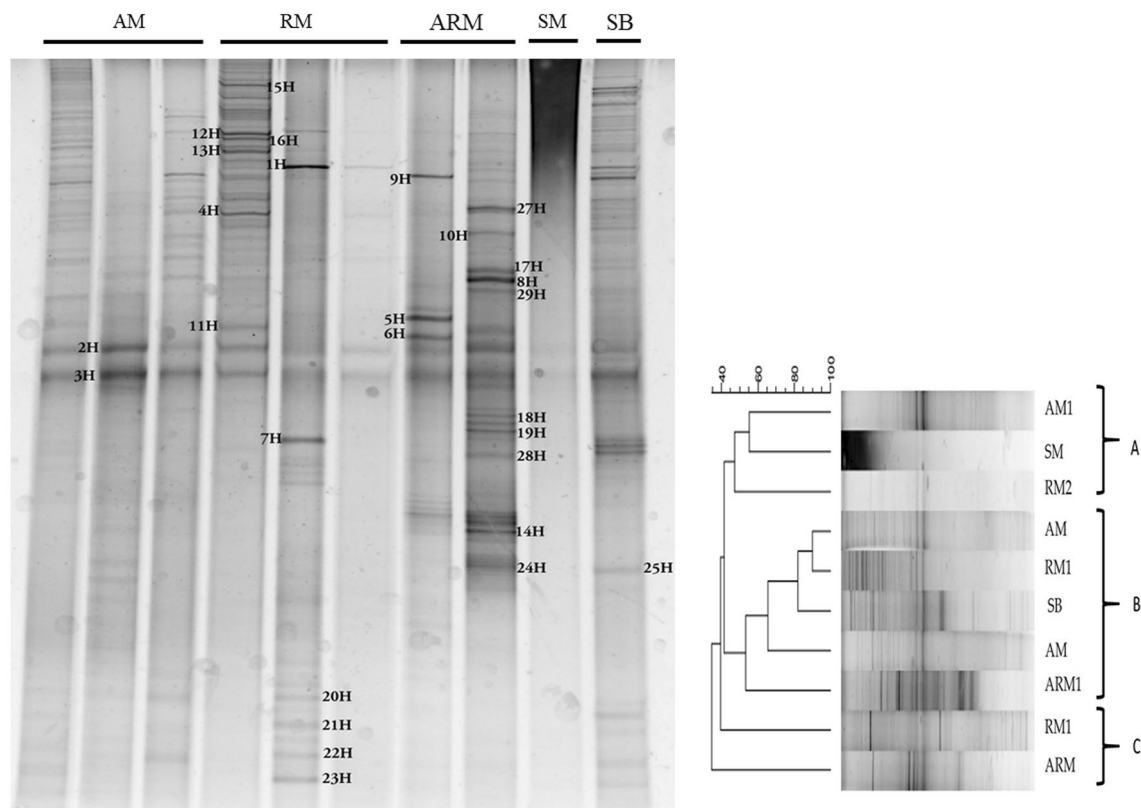 AM RM ARM SM SB
15H
12H 16H
13H
1H
9H
4H 27H
10H
17H
8H
29H
5H
11H 6H
2H
3H
18H
19H
7H
28H
14H
24H 25H
20H
21H
22H
23H
40 60 80 100
AM1
SM
RM2
A
AM
RM1
SB
AM
ARM1
B
RM1
ARM
C